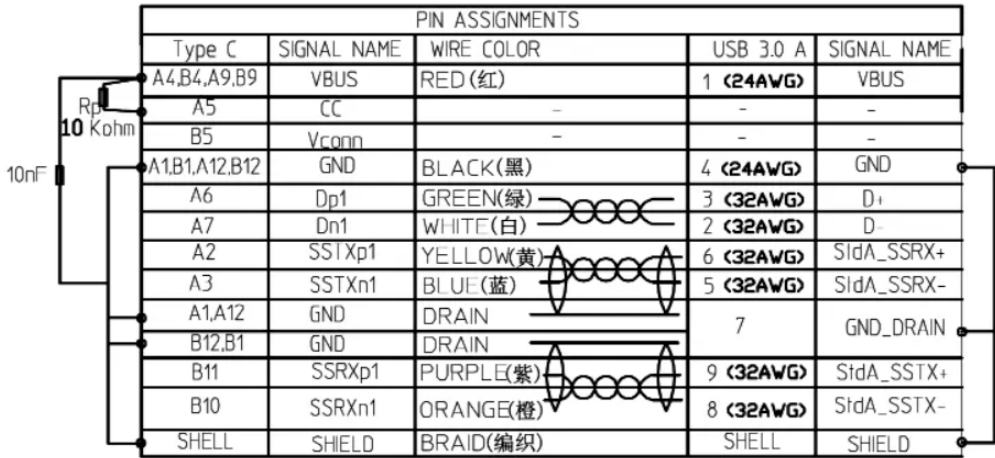 PIN ASSIGNMENTS
Type C SIGNAL NAME WIRE COLOR USB 3.0 A SIGNAL NAME
A4,B4,A9,B9 VBUS RED(红) 1 (24AWG) VBUS
Rp A5 CC - - -
10 Kohm B5 Vconn - - -
10nF A1,B1,A12,B12 GND BLACK(黑) 4 (24AWG) GND
A6 Dp1 GREEN(绿) 3 (32AWG) D+
A7 Dn1 WHITE(白) 2 (32AWG) D-
A2 SSTXp1 YELLOW(黄) 6 (32AWG) StdA_SSRX+
A3 SSTXn1 BLUE(蓝) 5 (32AWG) StdA_SSRX-
A1,A12 GND DRAIN 7 GND_DRAIN
B12,B1 GND DRAIN
B11 SSRXp1 PURPLE(紫) 9 (32AWG) StdA_SSTX+
B10 SSRXn1 ORANGE(橙) 8 (32AWG) StdA_SSTX-
SHELL SHIELD BRAID(编织) SHELL SHIELD